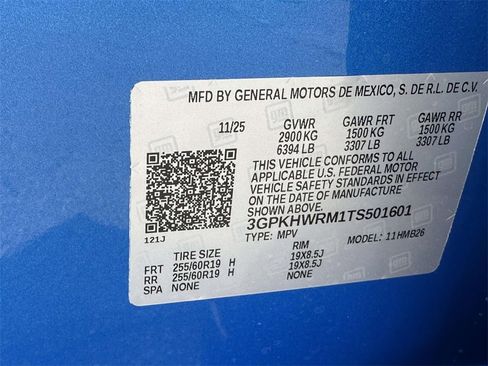 MFD BY GENERAL MOTORS DE MEXICO, S. DE R.L. DE C.V.
11/25 GVWR GAWR FRT GAWR RR
2900 KG 1500 KG 1500 KG
6394 LB 3307 LB 3307 LB
THIS VEHICLE CONFORMS TO ALL
APPLICABLE U.S. FEDERAL MOTOR
VEHICLE SAFETY STANDARDS IN EFFECT
ON THE DATE OF MANUFACTURE
3GPKHWRM1TS501601
TYPE: MPV MODEL: 11HMB26
121J
TIRE SIZE RIM
FRT 255/60R19 H 19X8.5J
RR 255/60R19 H 19X8.5J
SPA NONE NONE
gm